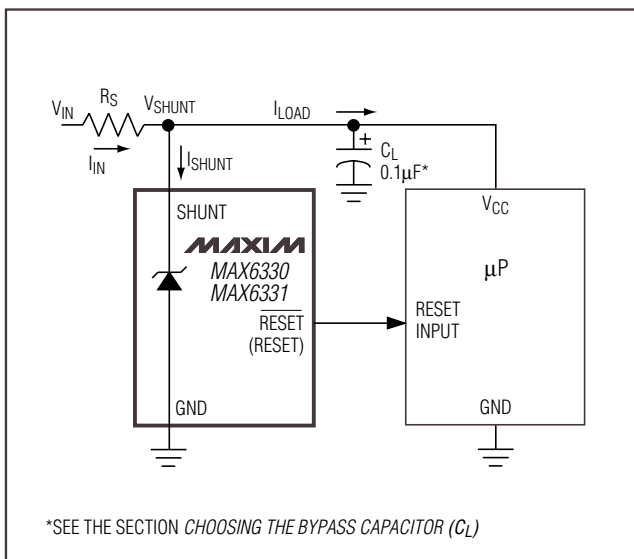 V_IN
R_S
V_SHUNT
I_LOAD
I_IN
I_SHUNT
+
C_L
0.1µF*
SHUNT
MAXIM
MAX6330
MAX6331
RESET
(RESET)
GND
V_CC
µP
RESET
INPUT
GND
*SEE THE SECTION CHOOSING THE BYPASS CAPACITOR (C_L)